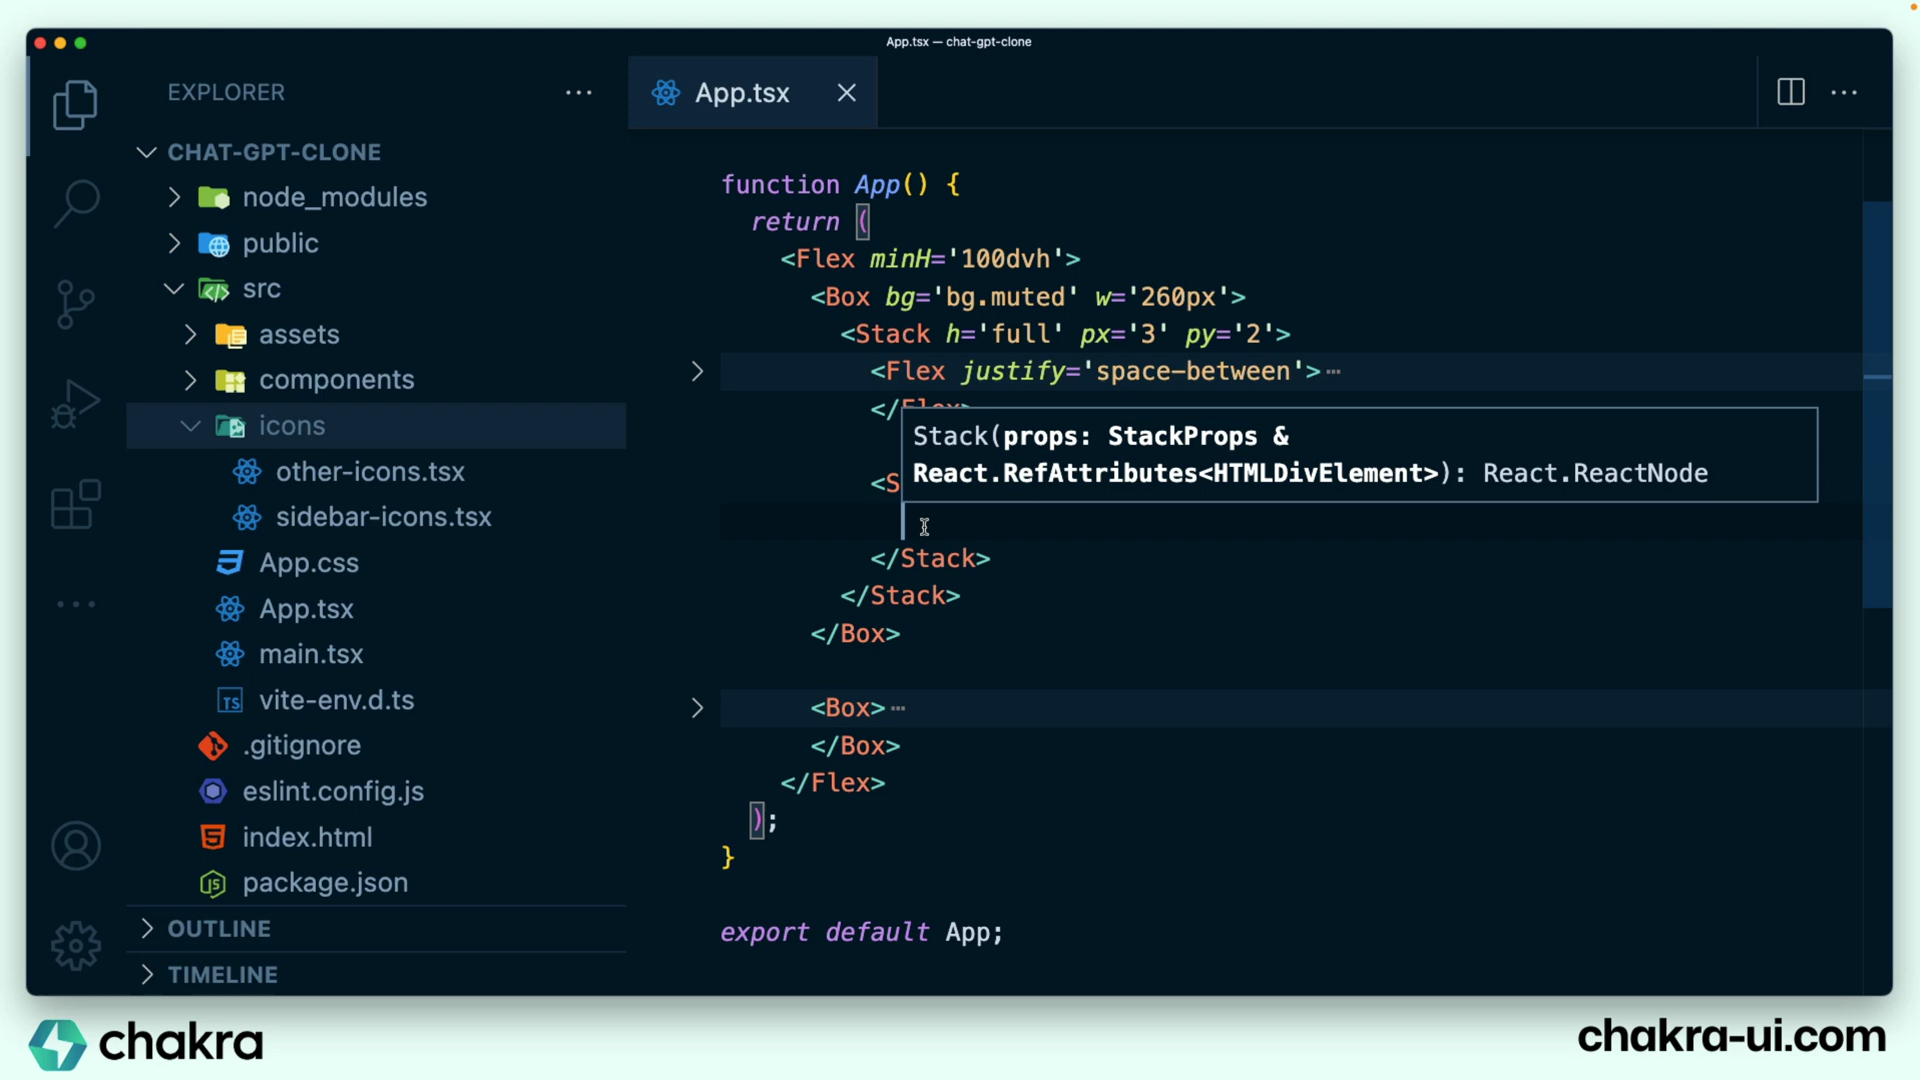 App.tsx — chat-gpt-clone
EXPLORER
App.tsx
CHAT-GPT-CLONE
node_modules
public
src
assets
components
icons
other-icons.tsx
sidebar-icons.tsx
App.css
App.tsx
main.tsx
TS vite-env.d.ts
.gitignore
eslint.config.js
index.html
package.json
OUTLINE
TIMELINE
function App() {
return (
<Flex minH='100dvh'>
<Box bg='bg.muted' w='260px'>
<Stack h='full' px='3' py='2'>
<Flex justify='space-between'>
</Flex>
Stack(props: StackProps &
React.RefAttributes<HTMLDivElement>): React.ReactNode
<S
</Stack>
</Stack>
</Box>
<Box>
</Box>
</Flex>
);
}
export default App;
chakra
chakra-ui.com